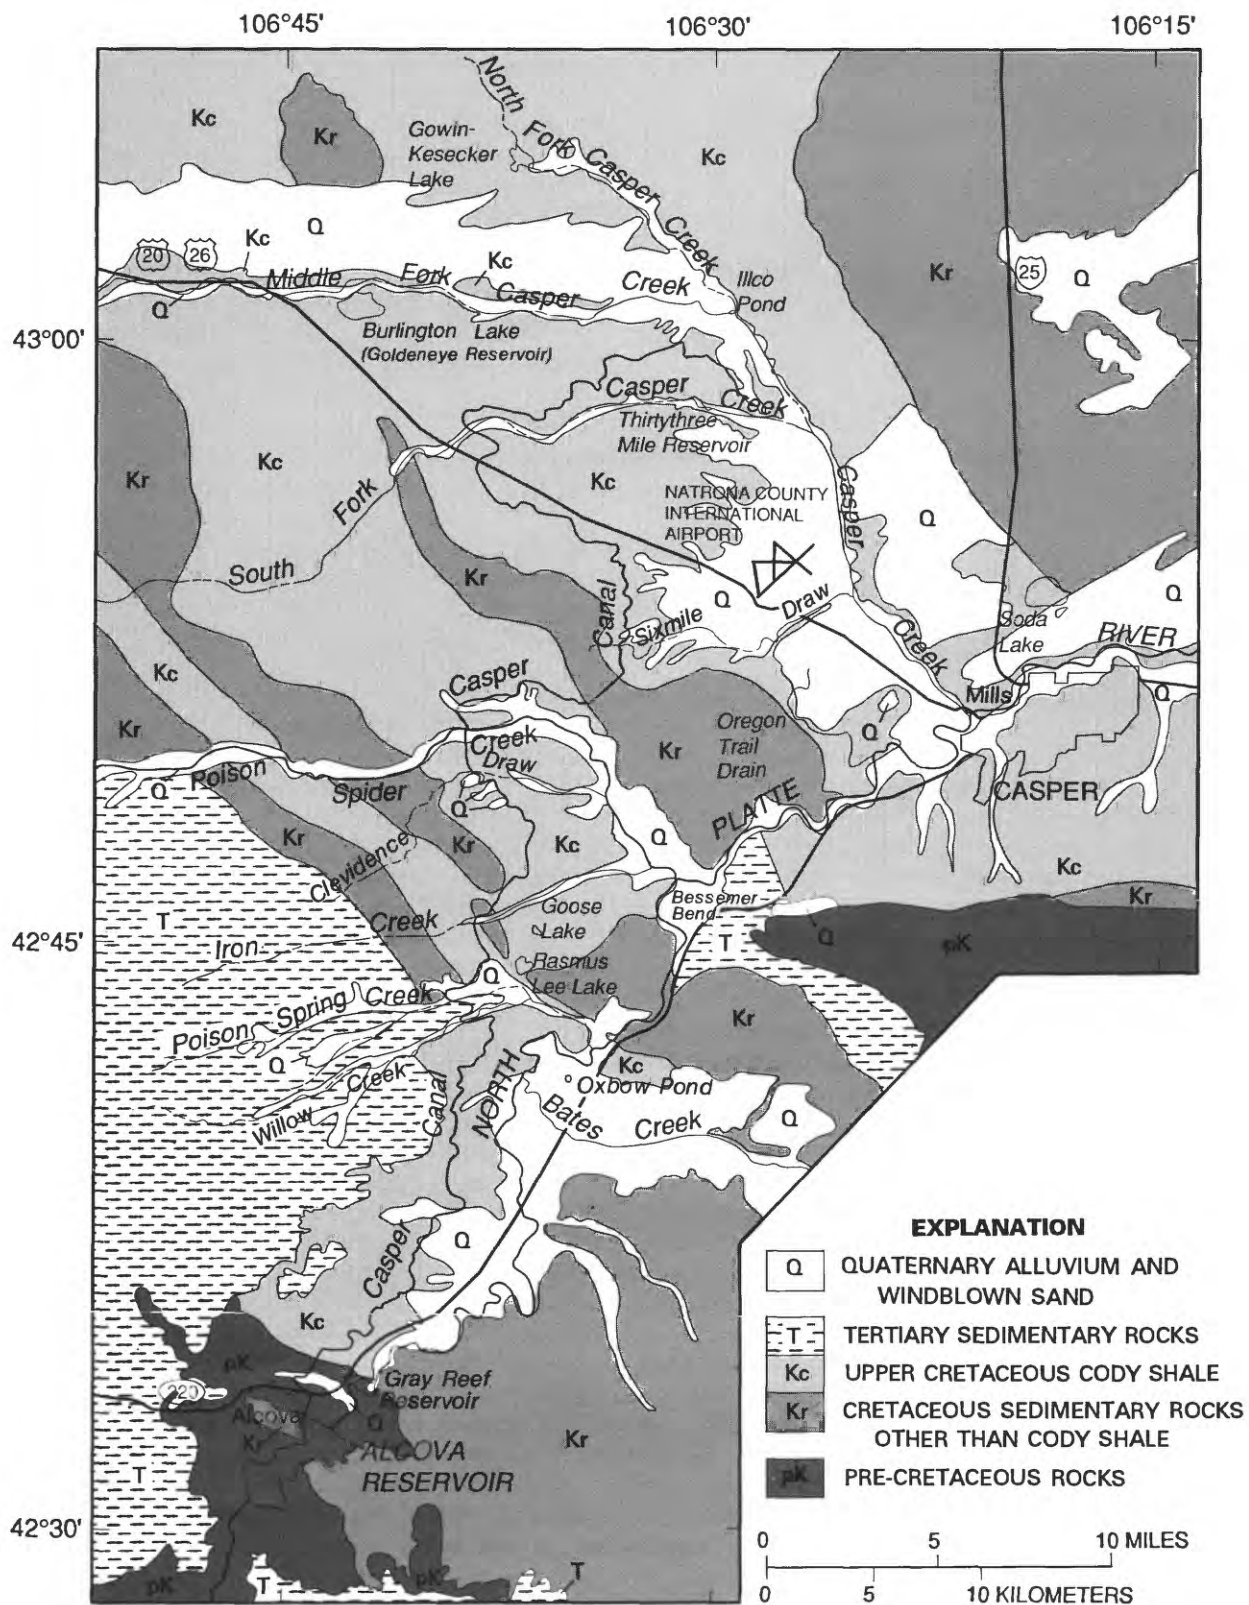 106°45'
106°30'
106°15'
North
Fork
Casper
Creek
Kc
Kr
Gowin-
Kesecker
Lake
Kc
Q
Kc
20
26
Kc
Middle
Fork
Casper
Creek
Illco
Pond
Kr
25
Q
Q
43°00'
Burlington Lake
(Goldeneye Reservoir)
Casper
Creek
Thirtythree
Mile Reservoir
Kc
Kr
Kc
Fork
South
NATRONA COUNTY
INTERNATIONAL
AIRPORT
Casper
Q
Kr
Canal
Q
Draw
Sixmile
Creek
Q
Soda
Lake
RIVER
Kc
Casper
Mills
Q
Kr
Creek
Draw
Kr
Oregon
Trail
Drain
Q
Poison
Spider
Q
Q
PLATTE
CASPER
Kr
Kr
Kc
Q
Clevidence
Kc
Kr
T
Creek
Iron
Goose
Lake
Bessemer
Bend
T
Q
pK
42°45'
Rasmus
Lee Lake
Q
Poison Spring Creek
Kr
Q
Creek
Willow
Canal
NORTH
Kc
Oxbow Pond
Bates
Creek
Q
Casper
Q
Kc
EXPLANATION
Q QUATERNARY ALLUVIUM AND
WINDBLOWN SAND
T TERTIARY SEDIMENTARY ROCKS
Kc UPPER CRETACEOUS CODY SHALE
Kr CRETACEOUS SEDIMENTARY ROCKS
OTHER THAN CODY SHALE
pK PRE-CRETACEOUS ROCKS
pK
220
Gray Reef
Reservoir
Alcova
Q
Kr
ALCOVA
RESERVOIR
Kr
T
42°30'
pK
T
pK
T
0 5 10 MILES
0 5 10 KILOMETERS